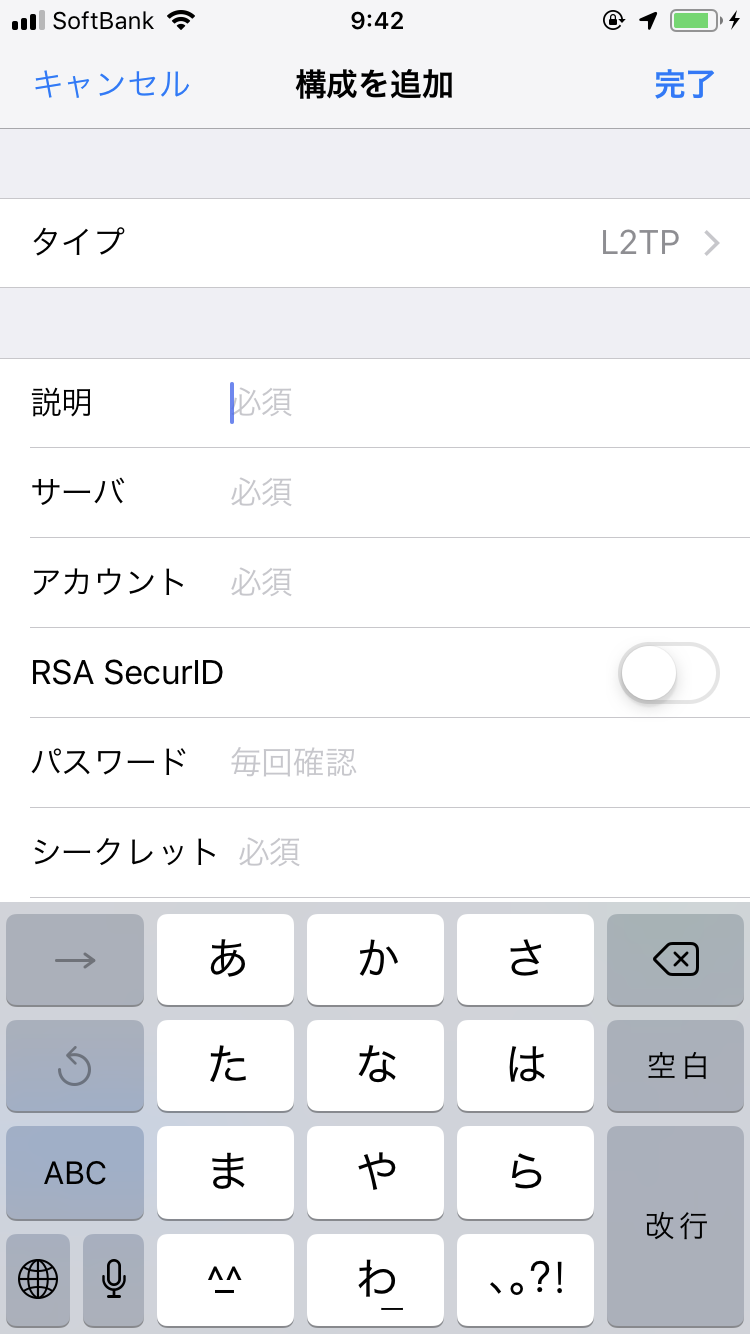 SoftBank 9:42
キャンセル 構成を追加 完了
タイプ L2TP
説明 必須
サーバ 必須
アカウント 必須
RSA SecurID
パスワード 毎回確認
シークレット 必須
→ あ か さ
た な は 空白
ABC ま や ら
改行
^_^ わ_ 、。?!